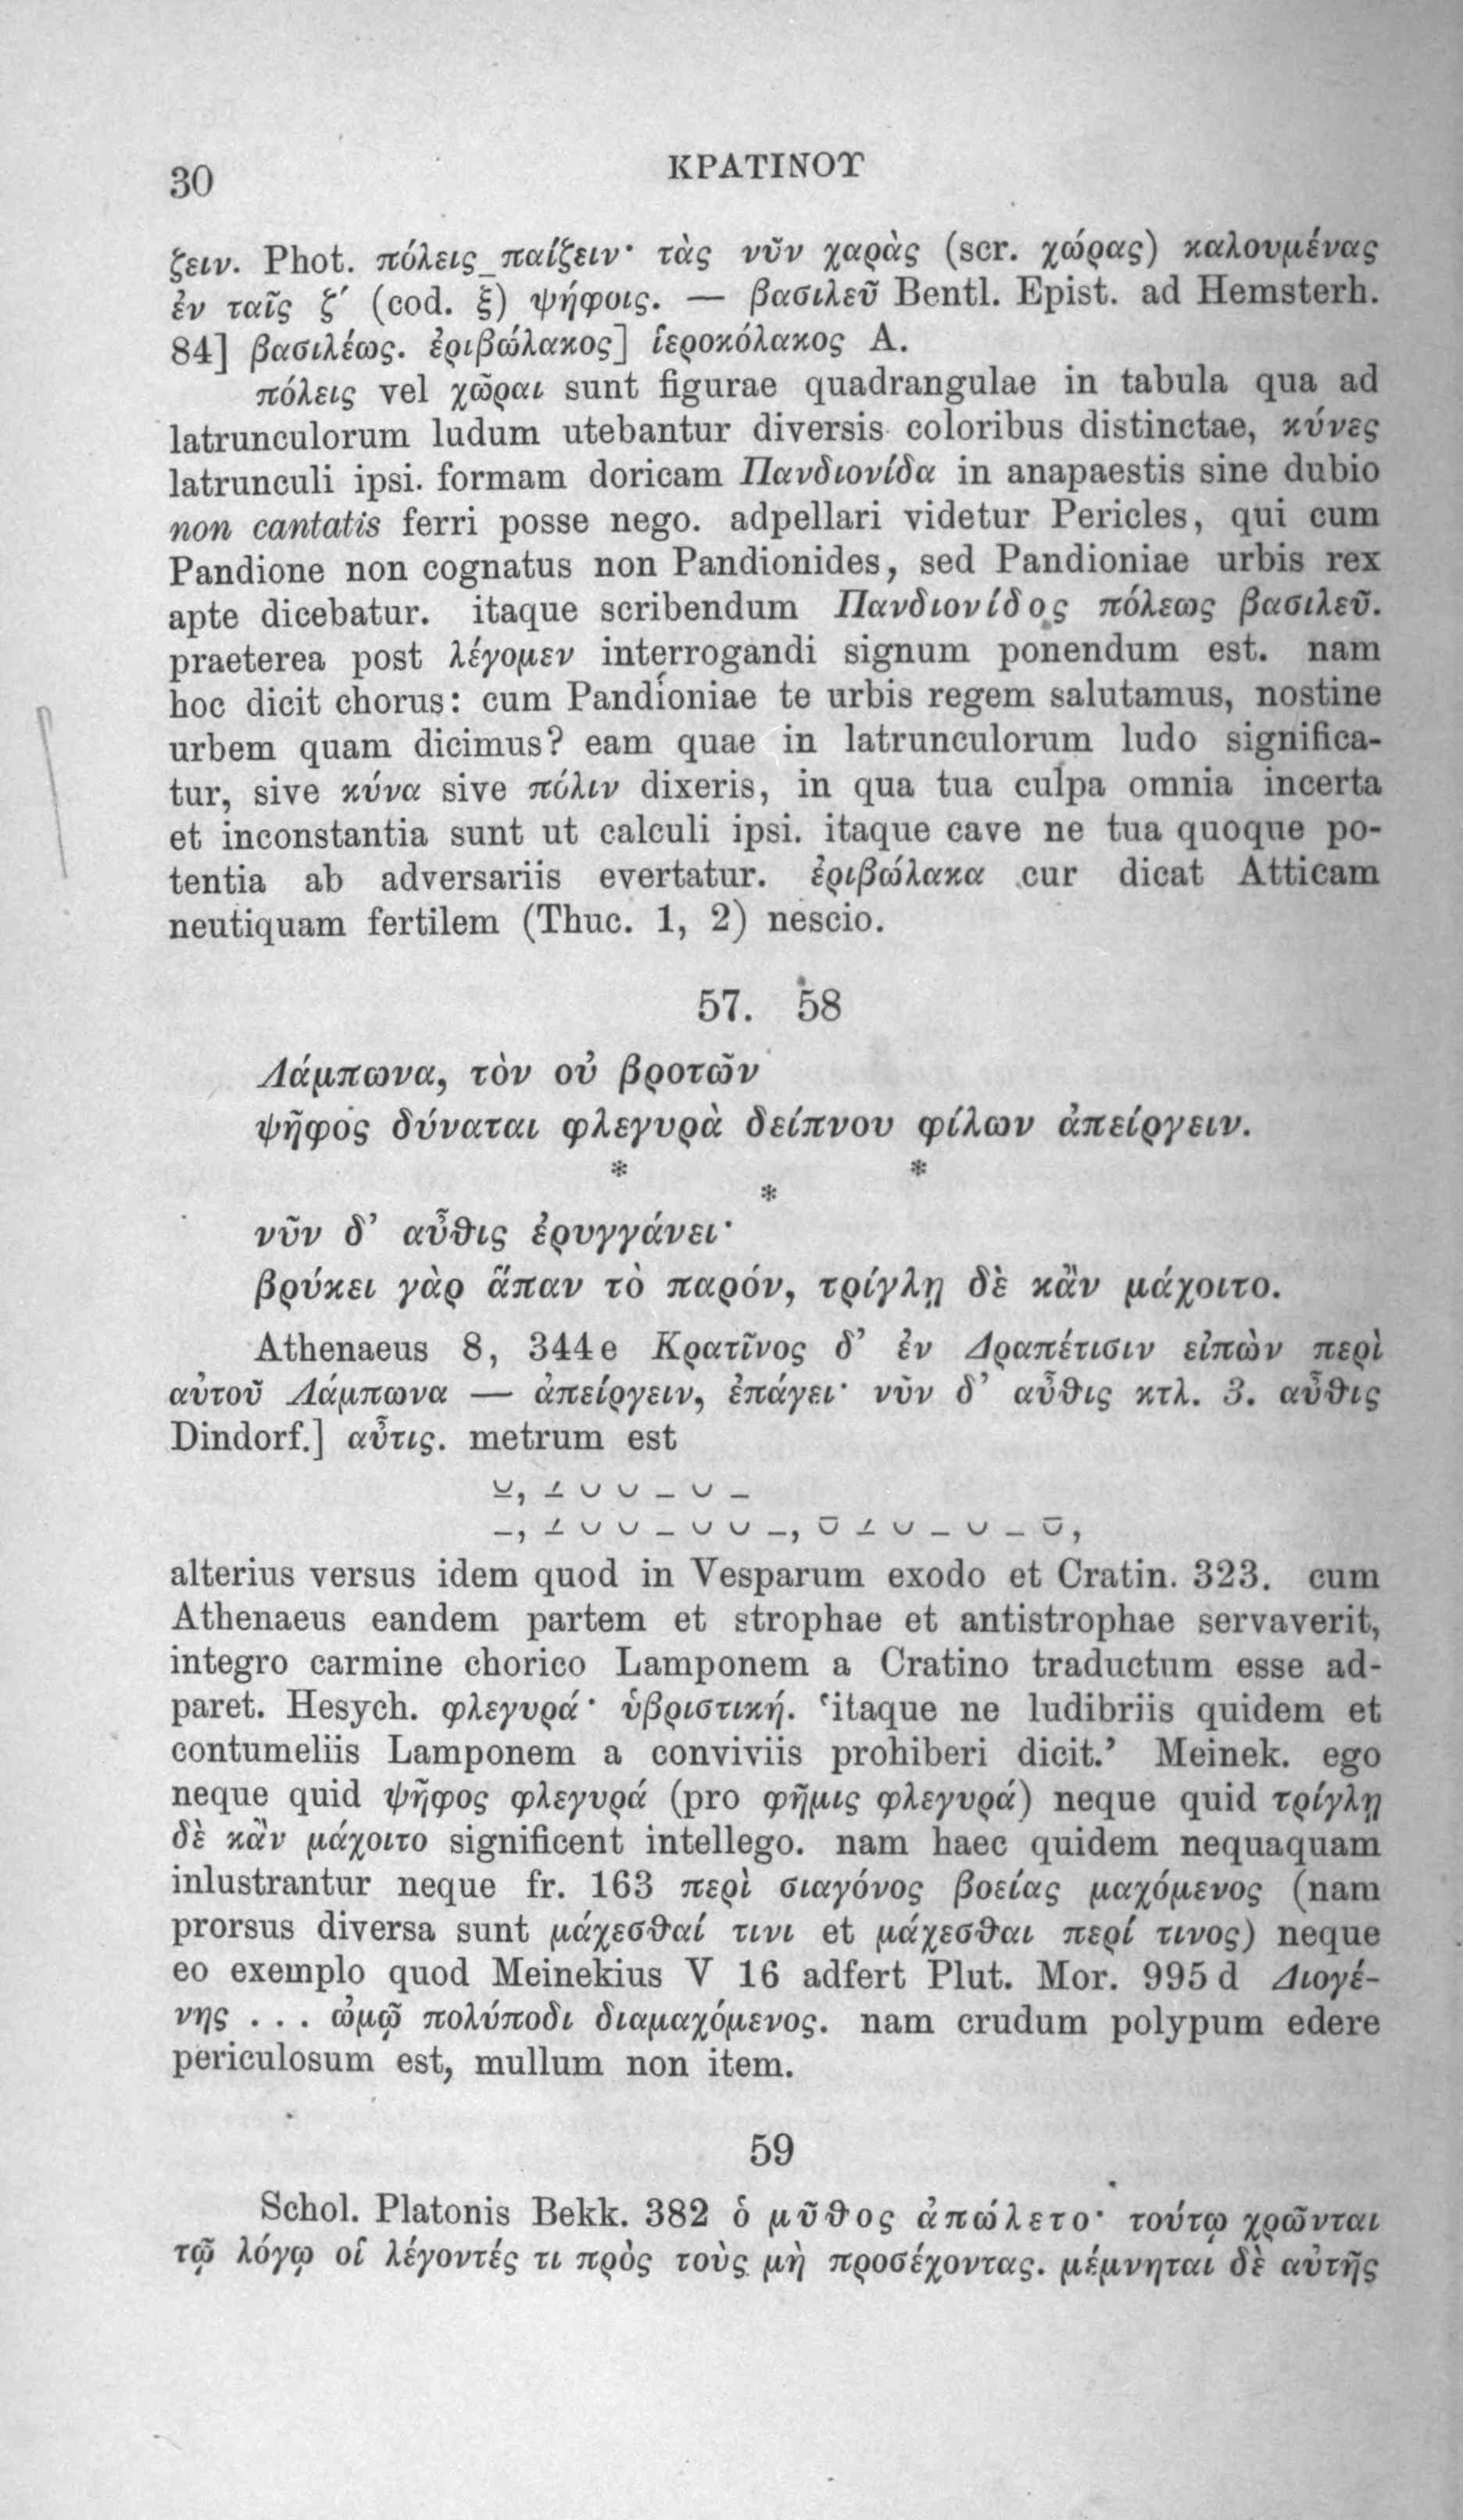 30
ΚΡΑΤΙΝΟΥ
ζειν. Phot. πόλεις παίζειν· τὰς νῦν χαρὰς (scr. χώρας) καλουμένας
ἐν ταῖς ζʹ (cod. ξ) ψήφοις. — βασιλεῦ Bentl. Epist. ad Hemsterh.
84] βασιλέως. ἐριβώλακος] ἱεροκόλακος A.
πόλεις vel χῶραι sunt figurae quadrangulae in tabula qua ad
latrunculorum ludum utebantur diversis coloribus distinctae, κύνες
latrunculi ipsi. formam doricam Πανδιονίδα in anapaestis sine dubio
non cantatis ferri posse nego. adpellari videtur Pericles, qui cum
Pandione non cognatus non Pandionides, sed Pandioniae urbis rex
apte dicebatur. itaque scribendum Πανδιονίδος πόλεως βασιλεῦ.
praeterea post λέγομεν interrogandi signum ponendum est. nam
hoc dicit chorus: cum Pandioniae te urbis regem salutamus, nostine
urbem quam dicimus? eam quae in latrunculorum ludo significa-
tur, sive κύνα sive πόλιν dixeris, in qua tua culpa omnia incerta
et inconstantia sunt ut calculi ipsi. itaque cave ne tua quoque po-
tentia ab adversariis evertatur. ἐριβώλακα cur dicat Atticam
neutiquam fertilem (Thuc. 1, 2) nescio.
57. 58
Λάμπωνα, τὸν οὐ βροτῶν
ψῆφος δύναται φλεγυρὰ δείπνου φίλων ἀπείργειν.
* *
*
νῦν δ’ αὖθις ἐρυγγάνει·
βρύκει γὰρ ἅπαν τὸ παρόν, τρίγλῃ δὲ κἂν μάχοιτο.
Athenaeus 8, 344e Κρατῖνος δ’ ἐν Δραπέτισιν εἰπὼν περὶ
αὐτοῦ Λάμπωνα — ἀπείργειν, ἐπάγει· νῦν δ’ αὖθις κτλ. 3. αὖθις
Dindorf.] αὖτις. metrum est
⏓, –́ ⏑ ⏑ – ⏑ –
–, –́ ⏑ ⏑ – ⏑ ⏑ –, ⏒ –́ ⏑ – ⏑ – ⏒,
alterius versus idem quod in Vesparum exodo et Cratin. 323. cum
Athenaeus eandem partem et strophae et antistrophae servaverit,
integro carmine chorico Lamponem a Cratino traductum esse ad-
paret. Hesych. φλεγυρά· ὑβριστική. ‘itaque ne ludibriis quidem et
contumeliis Lamponem a conviviis prohiberi dicit.’ Meinek. ego
neque quid ψῆφος φλεγυρά (pro φῆμις φλεγυρά) neque quid τρίγλῃ
δὲ κἂν μάχοιτο significent intellego. nam haec quidem nequaquam
inlustrantur neque fr. 163 περὶ σιαγόνος βοείας μαχόμενος (nam
prorsus diversa sunt μάχεσθαί τινι et μάχεσθαι περί τινος) neque
eo exemplo quod Meinekius V 16 adfert Plut. Mor. 995d Διογέ-
νης . . . ὠμῷ πολύποδι διαμαχόμενος. nam crudum polypum edere
periculosum est, mullum non item.
59
Schol. Platonis Bekk. 382 ὁ μῦθος ἀπώλετο· τούτῳ χρῶνται
τῷ λόγῳ οἱ λέγοντές τι πρὸς τοὺς μὴ προσέχοντας. μέμνηται δὲ αὐτῆς